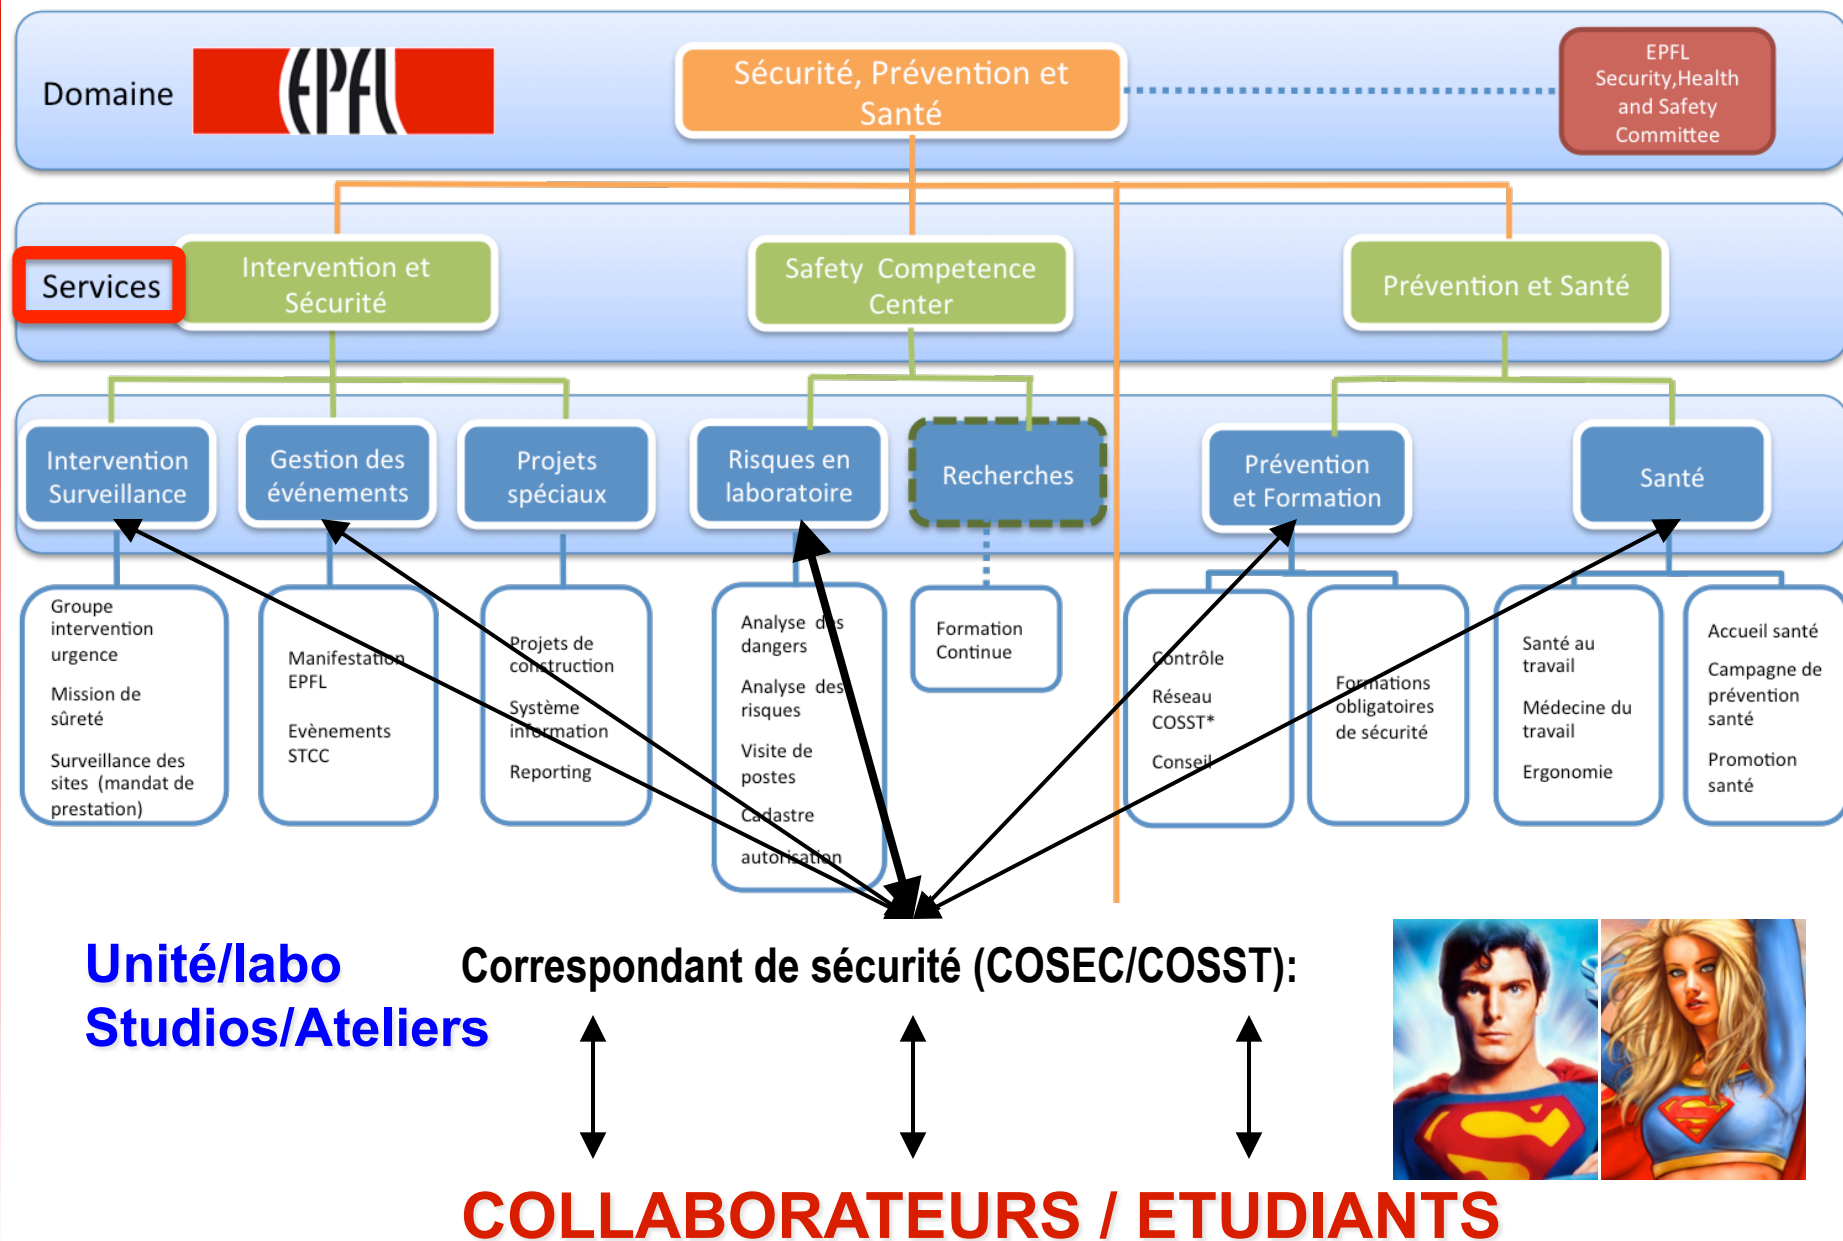 Domaine
EPFL
Sécurité, Prévention et
Santé
EPFL
Security,Health
and Safety
Committee
Services
Intervention et
Sécurité
Safety Competence
Center
Prévention et Santé
Intervention
Surveillance
Gestion des
événements
Projets
spéciaux
Risques en
laboratoire
Recherches
Prévention
et Formation
Santé
Groupe
intervention
urgence
Mission de
sûreté
Surveillance des
sites (mandat de
prestation)
Manifestation
EPFL
Evènements
STCC
Projets de
construction
Système
information
Reporting
Analyse des
dangers
Analyse des
risques
Visite de
postes
Cadastre
autorisation
Formation
Continue
Contrôle
Réseau
COSST*
Conseil
Formations
obligatoires
de sécurité
Santé au
travail
Médecine du
travail
Ergonomie
Accueil santé
Campagne de
prévention
santé
Promotion
santé
Unité/labo
Studios/Ateliers
Correspondant de sécurité (COSEC/COSST):
COLLABORATEURS / ETUDIANTS